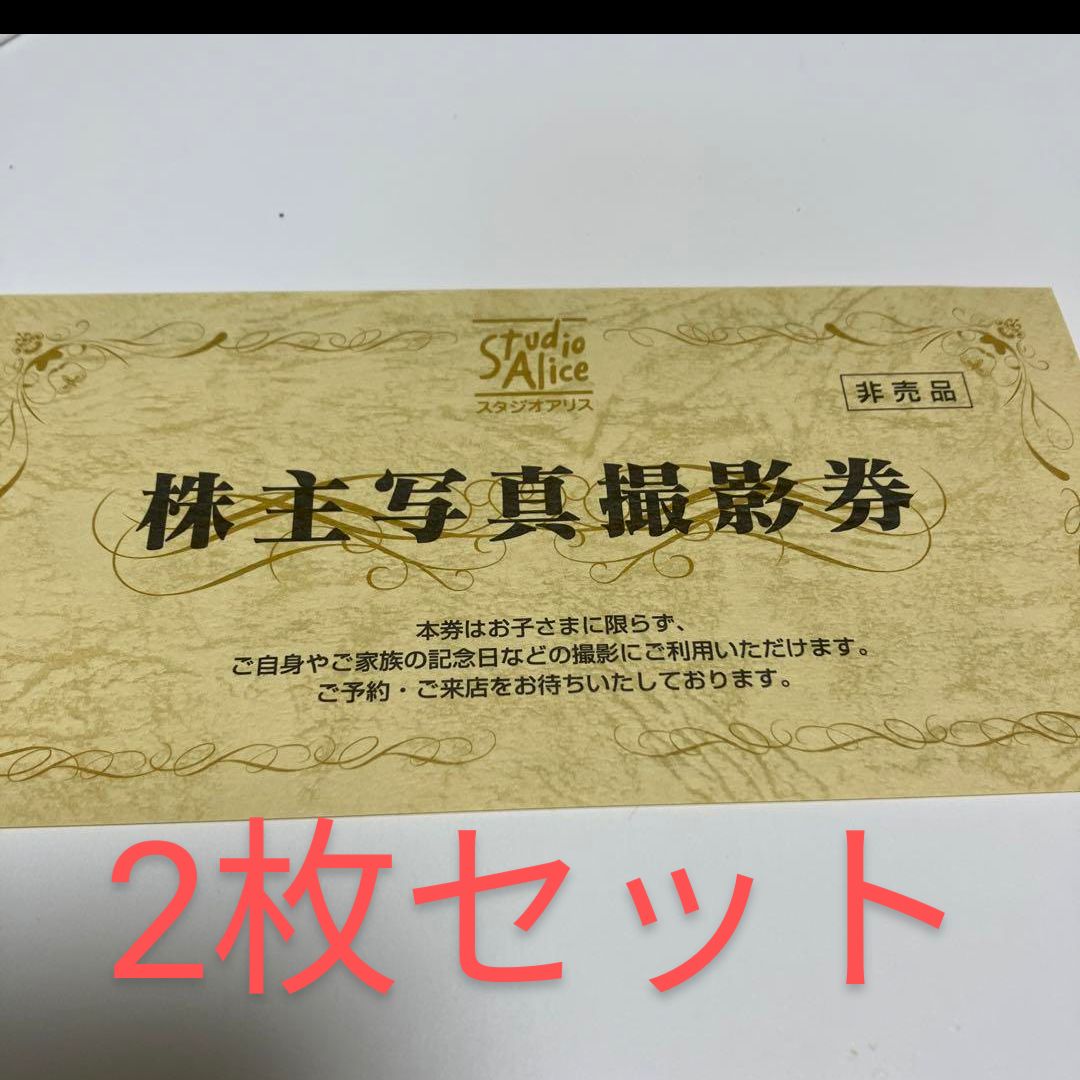 Studio
Alice
スタジオアリス
非売品
株主写真撮影券
本券はお子さまに限らず、
ご自身やご家族の記念日などの撮影にご利用いただけます。
ご予約・ご来店をお待ちいたしております。
2枚セット